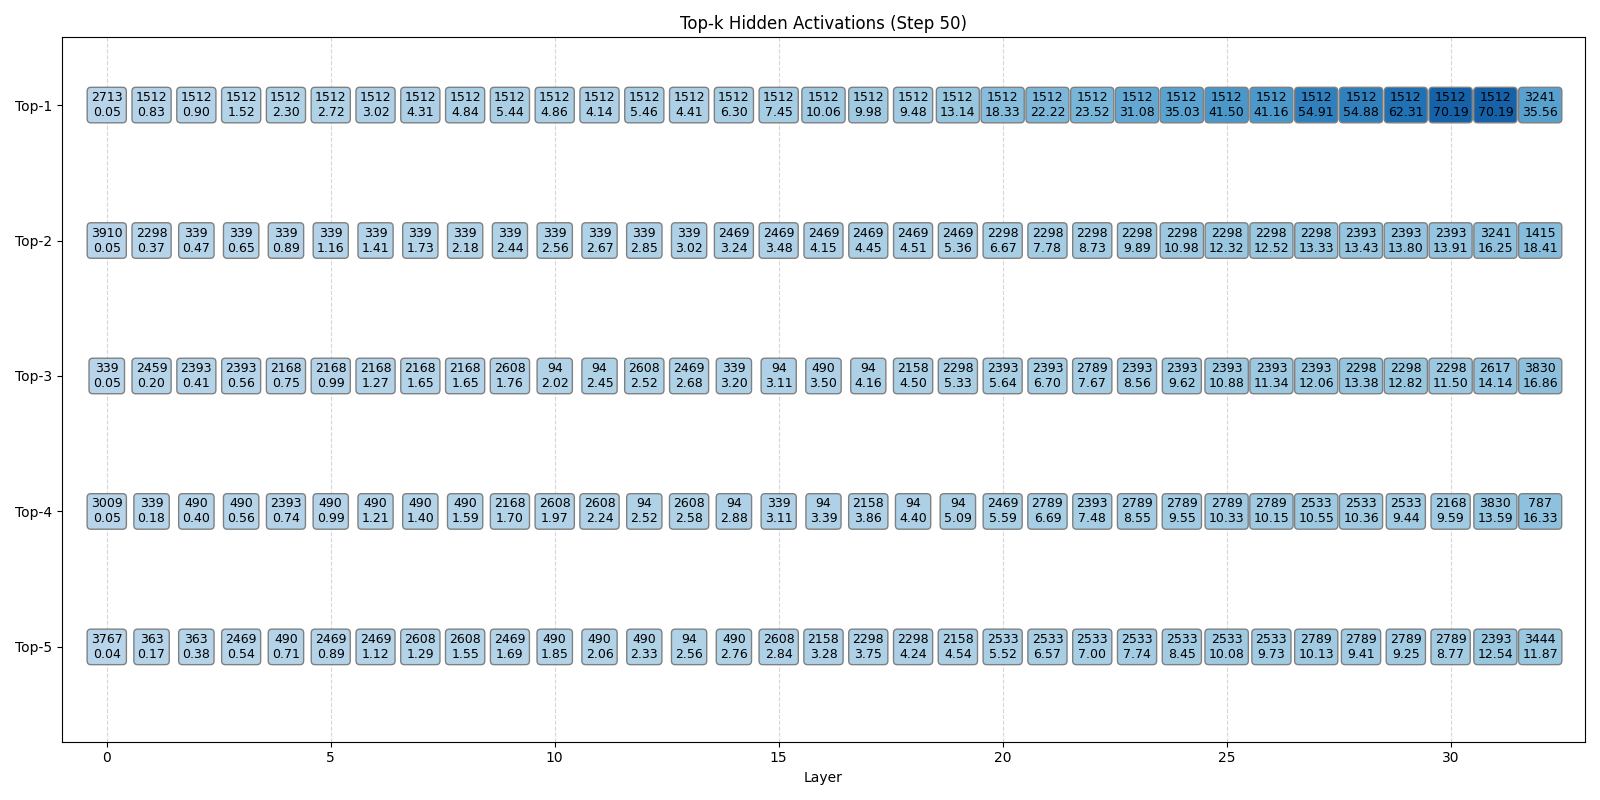 Top-k Hidden Activations (Step 50)
Top-1
2713 1512 1512 1512 1512 1512 1512 1512 1512 1512 1512 1512 1512 1512 1512 1512 1512 1512 1512 1512 1512 1512 1512 1512 1512 1512 1512 1512 1512 1512 1512 1512 3241
0.05 0.83 0.90 1.52 2.30 2.72 3.02 4.31 4.84 5.44 4.86 4.14 5.46 4.41 6.30 7.45 10.06 9.98 9.48 13.14 18.33 22.22 23.52 31.08 35.03 41.50 41.16 54.91 54.88 62.31 70.19 70.19 35.56
Top-2
3910 2298 339 339 339 339 339 339 339 339 339 339 339 339 2469 2469 2469 2469 2469 2469 2298 2298 2298 2298 2298 2298 2298 2298 2393 2393 2393 3241 1415
0.05 0.37 0.47 0.65 0.89 1.16 1.41 1.73 2.18 2.44 2.56 2.67 2.85 3.02 3.24 3.48 4.15 4.45 4.51 5.36 6.67 7.78 8.73 9.89 10.98 12.32 12.52 13.33 13.43 13.80 13.91 16.25 18.41
Top-3
339 2459 2393 2393 2168 2168 2168 2168 2168 2608 94 94 2608 2469 339 94 490 94 2158 2298 2393 2393 2789 2393 2393 2393 2393 2393 2298 2298 2298 2617 3830
0.05 0.20 0.41 0.56 0.75 0.99 1.27 1.65 1.65 1.76 2.02 2.45 2.52 2.68 3.20 3.11 3.50 4.16 4.50 5.33 5.64 6.70 7.67 8.56 9.62 10.88 11.34 12.06 13.38 12.82 11.50 14.14 16.86
Top-4
3009 339 490 490 2393 490 490 490 490 2168 2608 2608 94 2608 94 339 94 2158 94 94 2469 2789 2393 2789 2789 2789 2789 2533 2533 2533 2168 3830 787
0.05 0.18 0.40 0.56 0.74 0.99 1.21 1.40 1.59 1.70 1.97 2.24 2.52 2.58 2.88 3.11 3.39 3.86 4.40 5.09 5.59 6.69 7.48 8.55 9.55 10.33 10.15 10.55 10.36 9.44 9.59 13.59 16.33
Top-5
3767 363 363 2469 490 2469 2469 2608 2608 2469 490 490 490 94 490 2608 2158 2298 2298 2158 2533 2533 2533 2533 2533 2533 2533 2789 2789 2789 2789 2393 3444
0.04 0.17 0.38 0.54 0.71 0.89 1.12 1.29 1.55 1.69 1.85 2.06 2.33 2.56 2.76 2.84 3.28 3.75 4.24 4.54 5.52 6.57 7.00 7.74 8.45 10.08 9.73 10.13 9.41 9.25 8.77 12.54 11.87
0 5 10 15 20 25 30
Layer